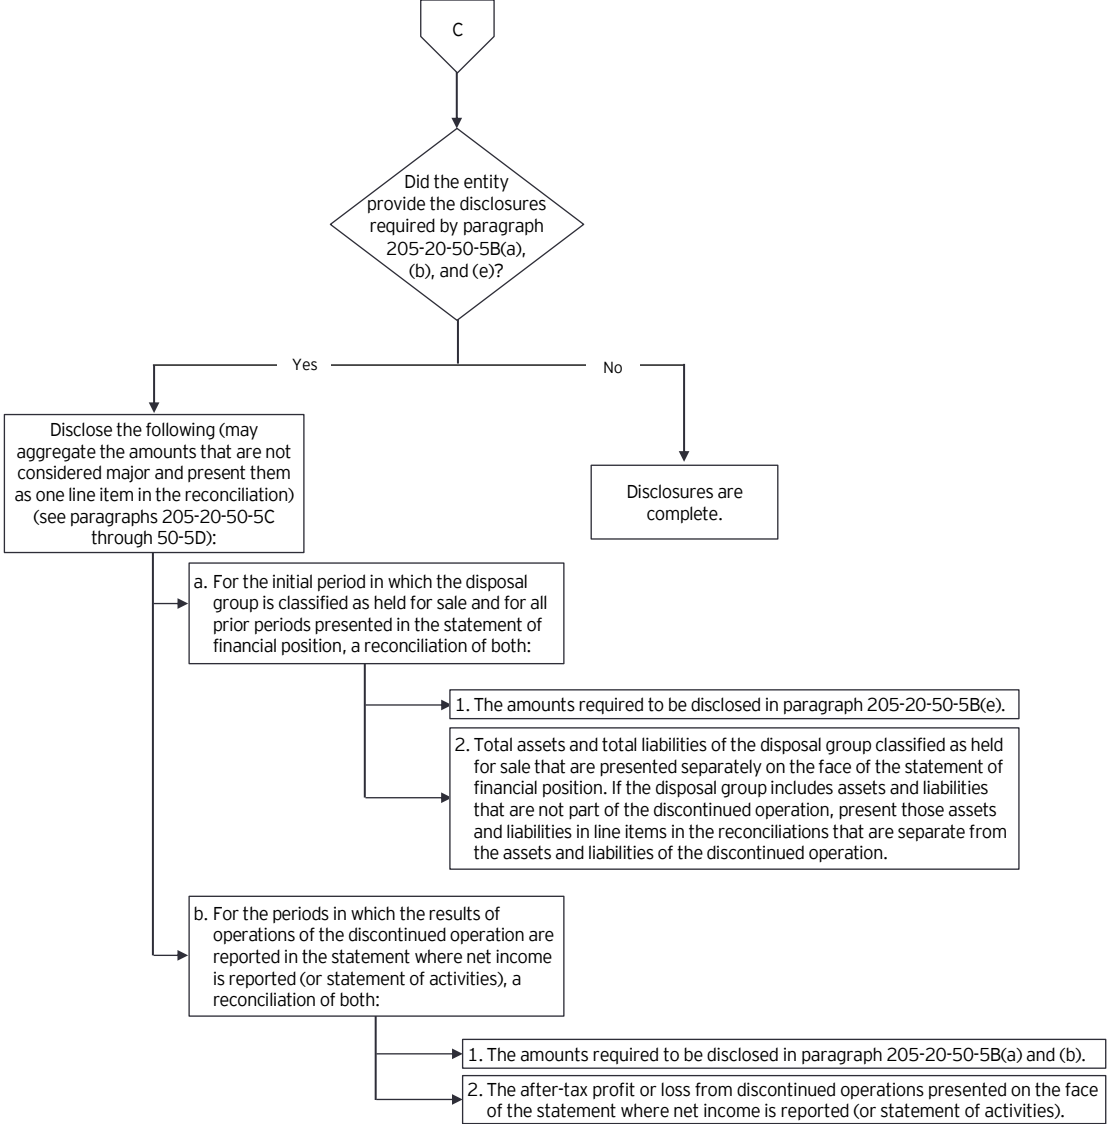 C
Did the entity
provide the disclosures
required by paragraph
205-20-50-5B(a),
(b), and (e)?
Yes
No
Disclose the following (may
aggregate the amounts that are not
considered major and present them
as one line item in the reconciliation)
(see paragraphs 205-20-50-5C
through 50-5D):
Disclosures are
complete.
a. For the initial period in which the disposal
group is classified as held for sale and for all
prior periods presented in the statement of
financial position, a reconciliation of both:
1. The amounts required to be disclosed in paragraph 205-20-50-5B(e).
2. Total assets and total liabilities of the disposal group classified as held
for sale that are presented separately on the face of the statement of
financial position. If the disposal group includes assets and liabilities
that are not part of the discontinued operation, present those assets
and liabilities in line items in the reconciliations that are separate from
the assets and liabilities of the discontinued operation.
b. For the periods in which the results of
operations of the discontinued operation are
reported in the statement where net income
is reported (or statement of activities), a
reconciliation of both:
1. The amounts required to be disclosed in paragraph 205-20-50-5B(a) and (b).
2. The after-tax profit or loss from discontinued operations presented on the face
of the statement where net income is reported (or statement of activities).